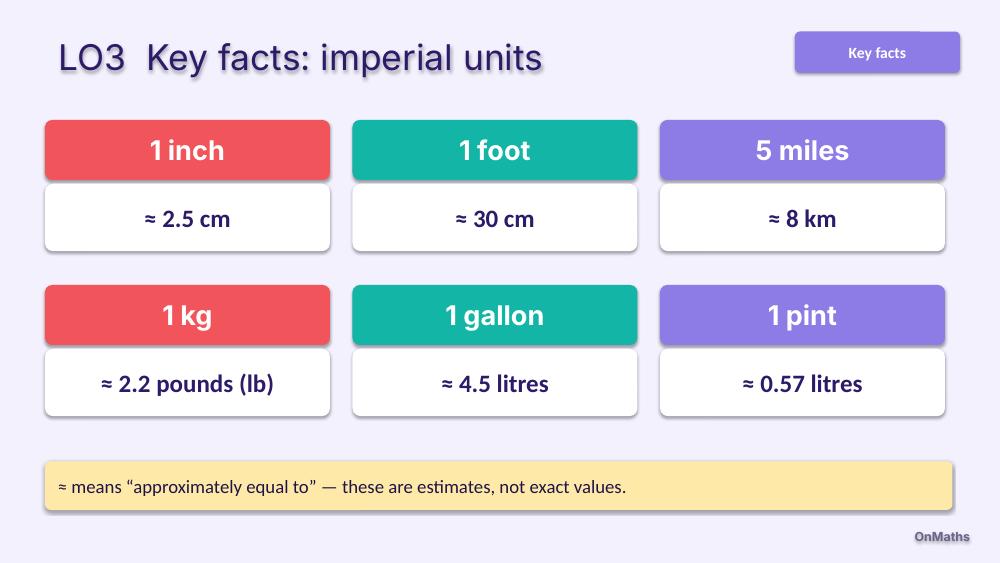 LO3  Key facts: imperial units
Key facts
1 inch
1 foot
5 miles
≈ 2.5 cm
≈ 30 cm
≈ 8 km
1 kg
1 gallon
1 pint
≈ 2.2 pounds (lb)
≈ 4.5 litres
≈ 0.57 litres
≈ means “approximately equal to” — these are estimates, not exact values.
OnMaths